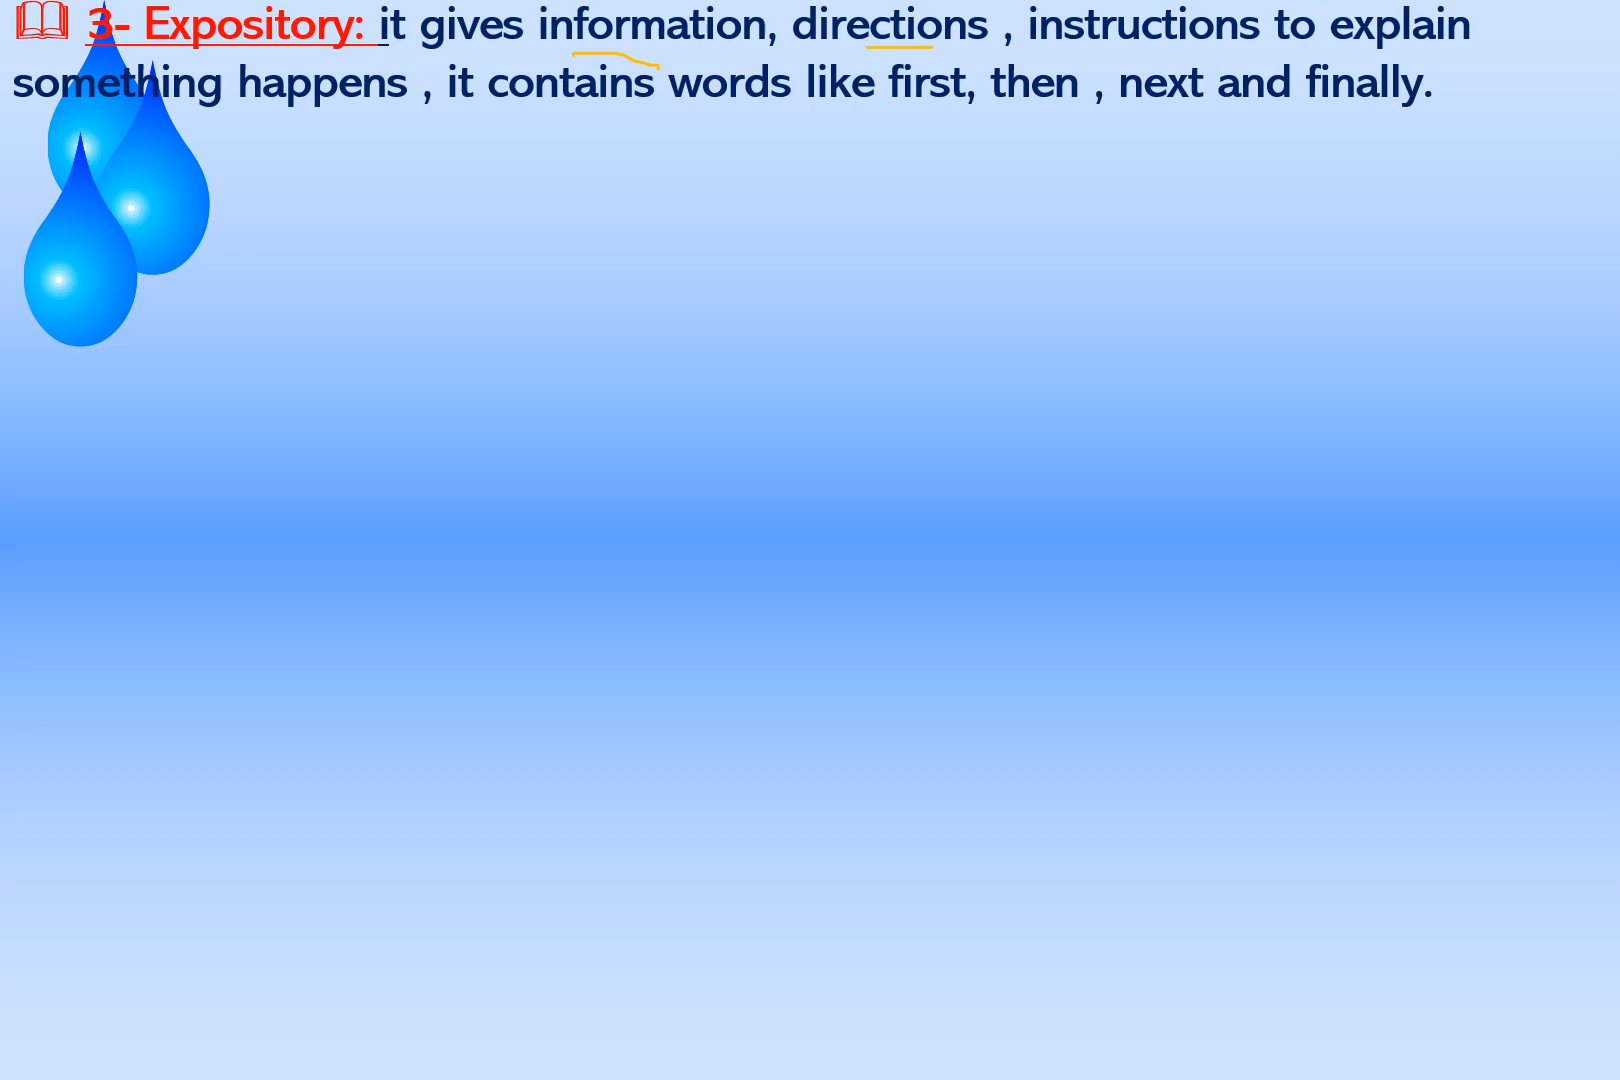 3- Expository: it gives information, directions , instructions to explain
something happens , it contains words like first, then , next and finally.